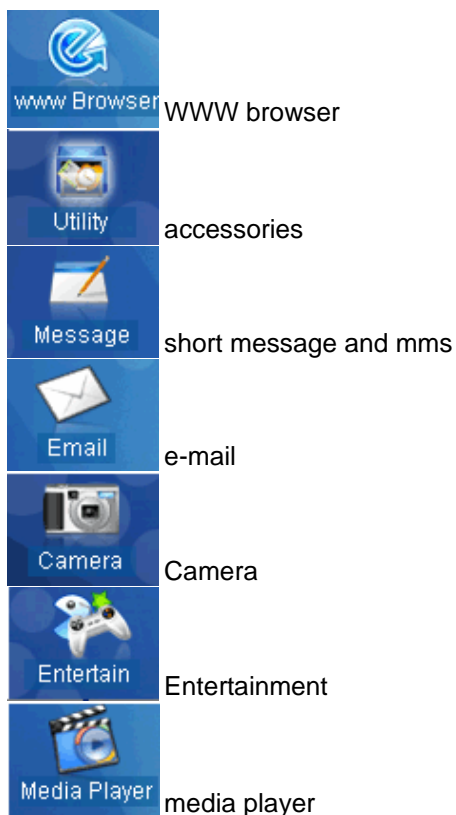 www Browser
WWW browser
Utility
accessories
Message
short message and mms
Email
e-mail
Camera
Camera
Entertain
Entertainment
Media Player
media player